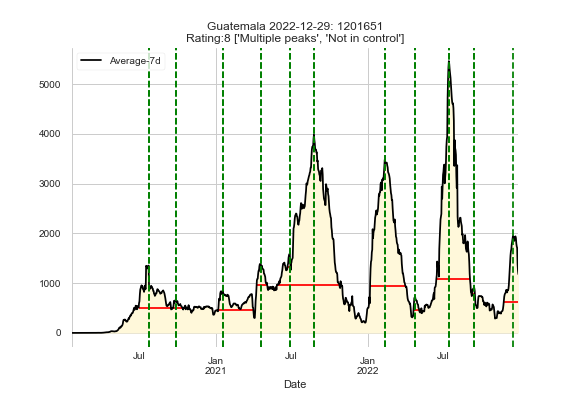 Guatemala 2022-12-29: 1201651
Rating:8 ['Multiple peaks', 'Not in control']
Average-7d
5000
4000
3000
2000
1000
0
Jul
Jan
2021
Jul
Jan
2022
Jul
Date